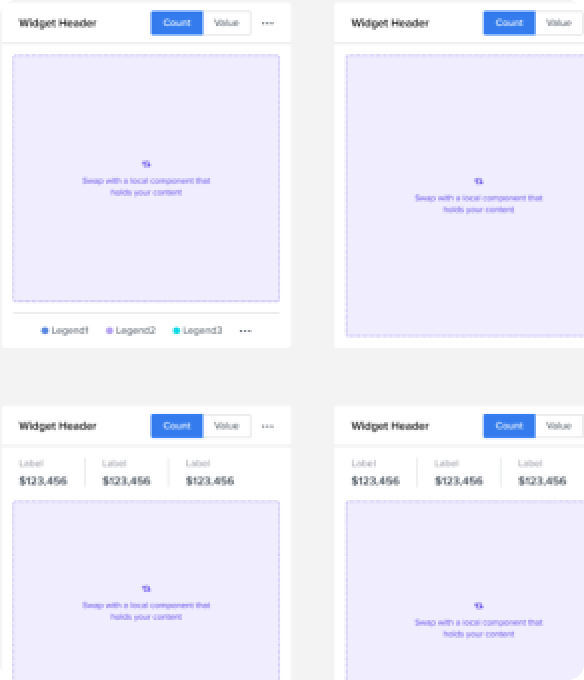 Widget Header Count Value ...
Widget Header Count Value
Swap with a local component that
holds your content
Swap with a local component that
holds your content
Legend1 Legend2 Legend3 ...
Widget Header Count Value ...
Widget Header Count Value
Label Label Label
$123,456 $123,456 $123,456
Label Label Label
$123,456 $123,456 $123,456
Swap with a local component that
holds your content
Swap with a local component that
holds your content